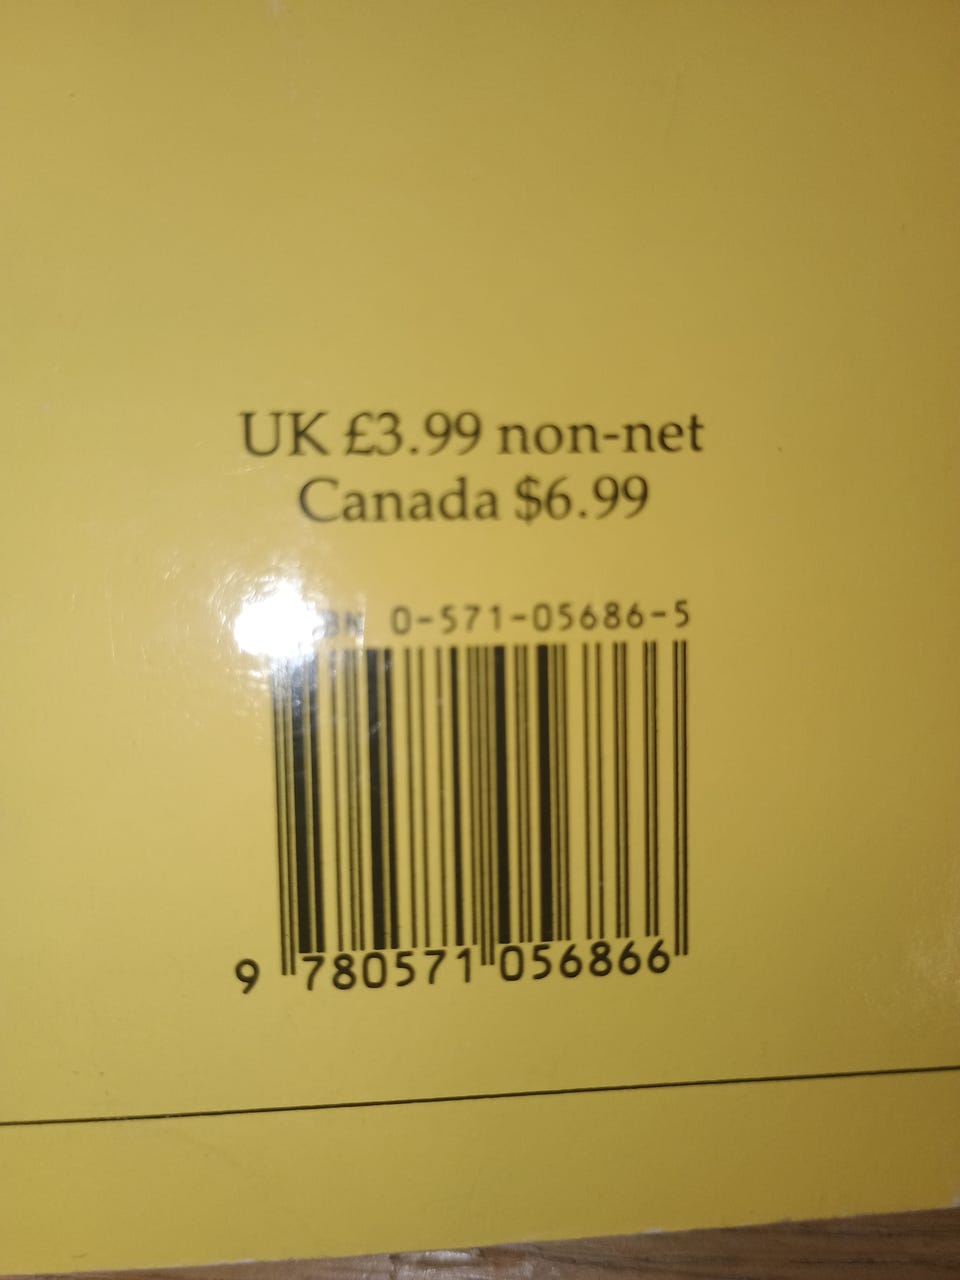 UK £3.99 non-net
Canada $6.99
0-571-05686-5
9 780571 056866